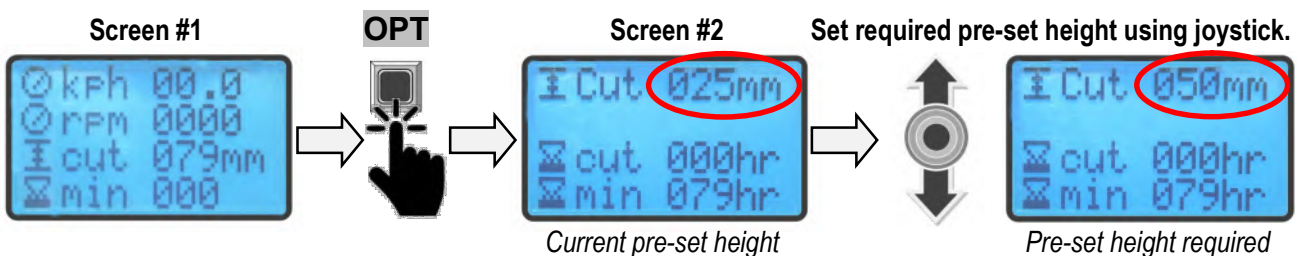 Screen #1
OPT
Screen #2
Set required pre-set height using joystick.
kph 00.0
rpm 0000
cut 079mm
min 000
Cut 025mm
cut 000hr
min 079hr
Cut 050mm
cut 000hr
min 079hr
Current pre-set height
Pre-set height required